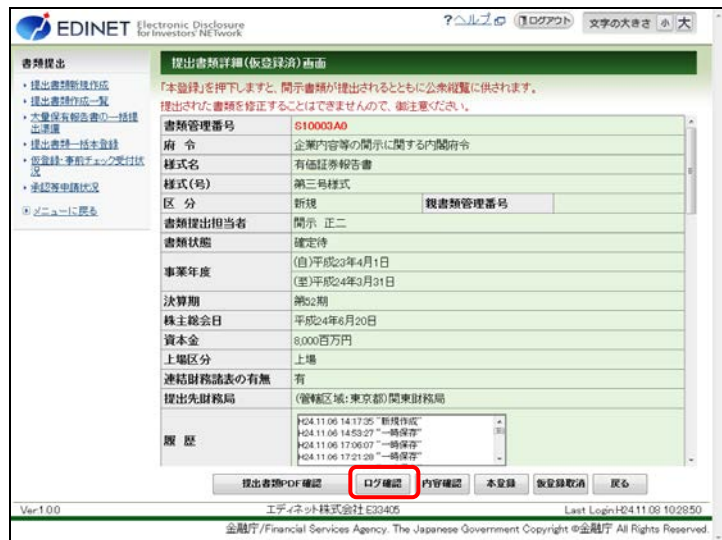 EDINET Electronic Disclosure
for Investors' NETwork
?ヘルプ ログアウト 文字の大きさ 小 大
書類提出
提出書類詳細(仮登録済)画面
・提出書類新規作成
・提出書類作成一覧
・大量保有報告書の一括提
出準備
・提出書類一括本登録
・仮登録・事前チェック受付状
況
・承認等申請状況
メニューに戻る
「本登録」を押下しますと、開示書類が提出されるとともに公衆縦覧に供されます。
提出された書類を修正することはできませんので、御注意ください。
書類管理番号 S10003A0
府 令 企業内容等の開示に関する内閣府令
様式名 有価証券報告書
様式(号) 第三号様式
区 分 新規 親書類管理番号
書類提出担当者 開示 正二
書類状態 確定待
事業年度 (自)平成23年4月1日
(至)平成24年3月31日
決算期 第52期
株主総会日 平成24年6月20日
資本金 8,000百万円
上場区分 上場
連結財務諸表の有無 有
提出先財務局 (管轄区域:東京都)関東財務局
履 歴
H24.11.06 14:17:35 "新規作成"
H24.11.06 14:53:27 "一時保存"
H24.11.06 17:06:07 "一時保存"
H24.11.06 17:21:28 "一時保存"
提出書類PDF確認 ログ確認 内容確認 本登録 仮登録取消 戻る
Ver.1.0.0 エディネット株式会社:E33405 Last Login:H24.11.08 10:28:50
金融庁/Financial Services Agency. The Japanese Government Copyright ©金融庁 All Rights Reserved.